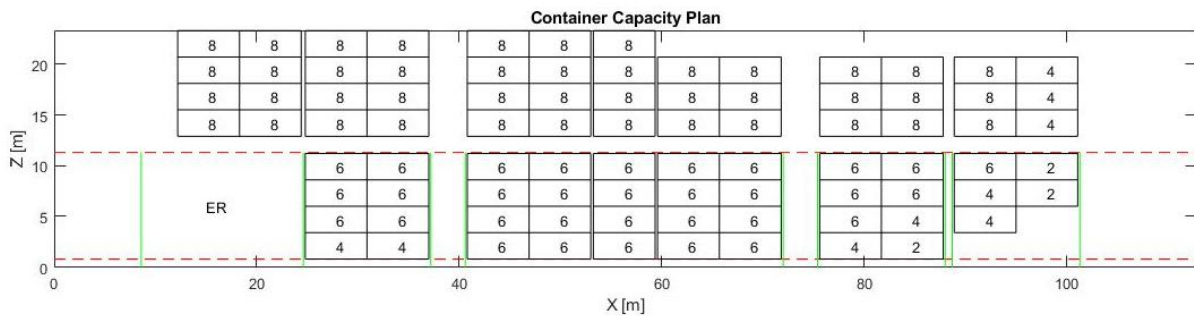 Container Capacity Plan
8 8 8 8 8 8 8
20
8 8 8 8 8 8 8 8 8 8 8 4
8 8 8 8 8 8 8 8 8 8 8 4
15
8 8 8 8 8 8 8 8 8 8 8 4
Z [m]
10
6 6 6 6 6 6 6 6 6 6 2
6 6 6 6 6 6 6 6 6 4 2
ER
5
6 6 6 6 6 6 6 6 4 4
4 4 6 6 6 6 6 4 2
0
0 20 40 60 80 100
X [m]